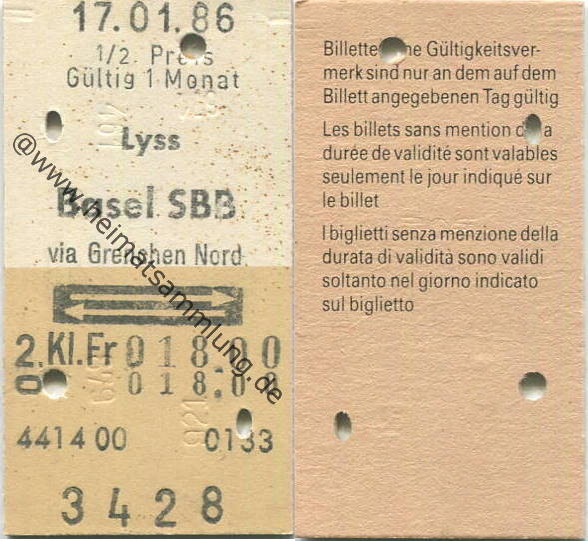 17.01.86
1/2. Preis
Gültig 1 Monat
Lyss
Basel SBB
via Grenchen Nord
2.Kl.Fr 018:00
018:00
4414 00 0133
3428
@www.heimatsammlung.de
Billette ohne Gültigkeitsver-
merk sind nur an dem auf dem
Billett angegebenen Tag gültig
Les billets sans mention de la
durée de validité sont valables
seulement le jour indiqué sur
le billet
I biglietti senza menzione della
durata di validità sono validi
soltanto nel giorno indicato
sul biglietto